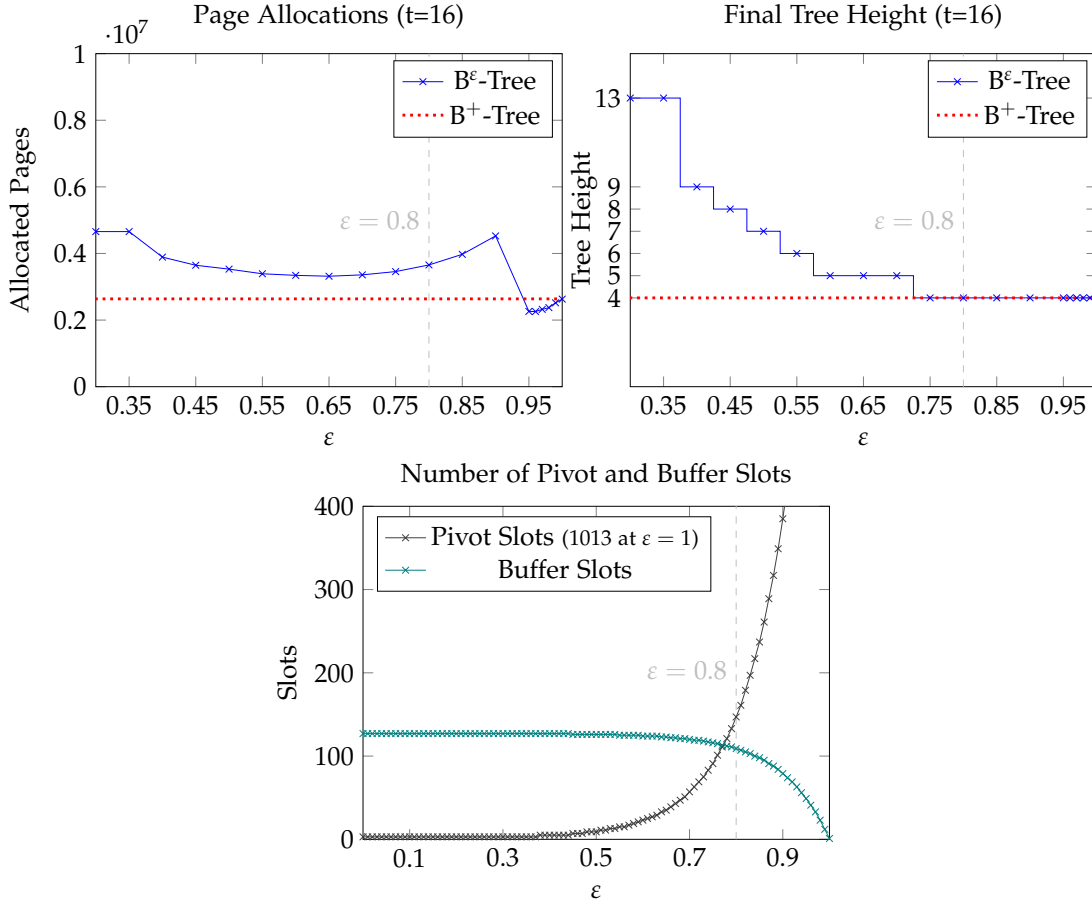 Page Allocations (t=16)
·10⁷
1
0.8
0.6
0.4
0.2
0
Allocated Pages
Bᵋ-Tree
B⁺-Tree
ε = 0.8
0.35 0.45 0.55 0.65 0.75 0.85 0.95
ε
Final Tree Height (t=16)
13
9
8
7
6
5
4
Tree Height
Bᵋ-Tree
B⁺-Tree
ε = 0.8
0.35 0.45 0.55 0.65 0.75 0.85 0.95
ε
Number of Pivot and Buffer Slots
400
300
200
100
0
Slots
Pivot Slots (1013 at ε = 1)
Buffer Slots
ε = 0.8
0.1 0.3 0.5 0.7 0.9
ε